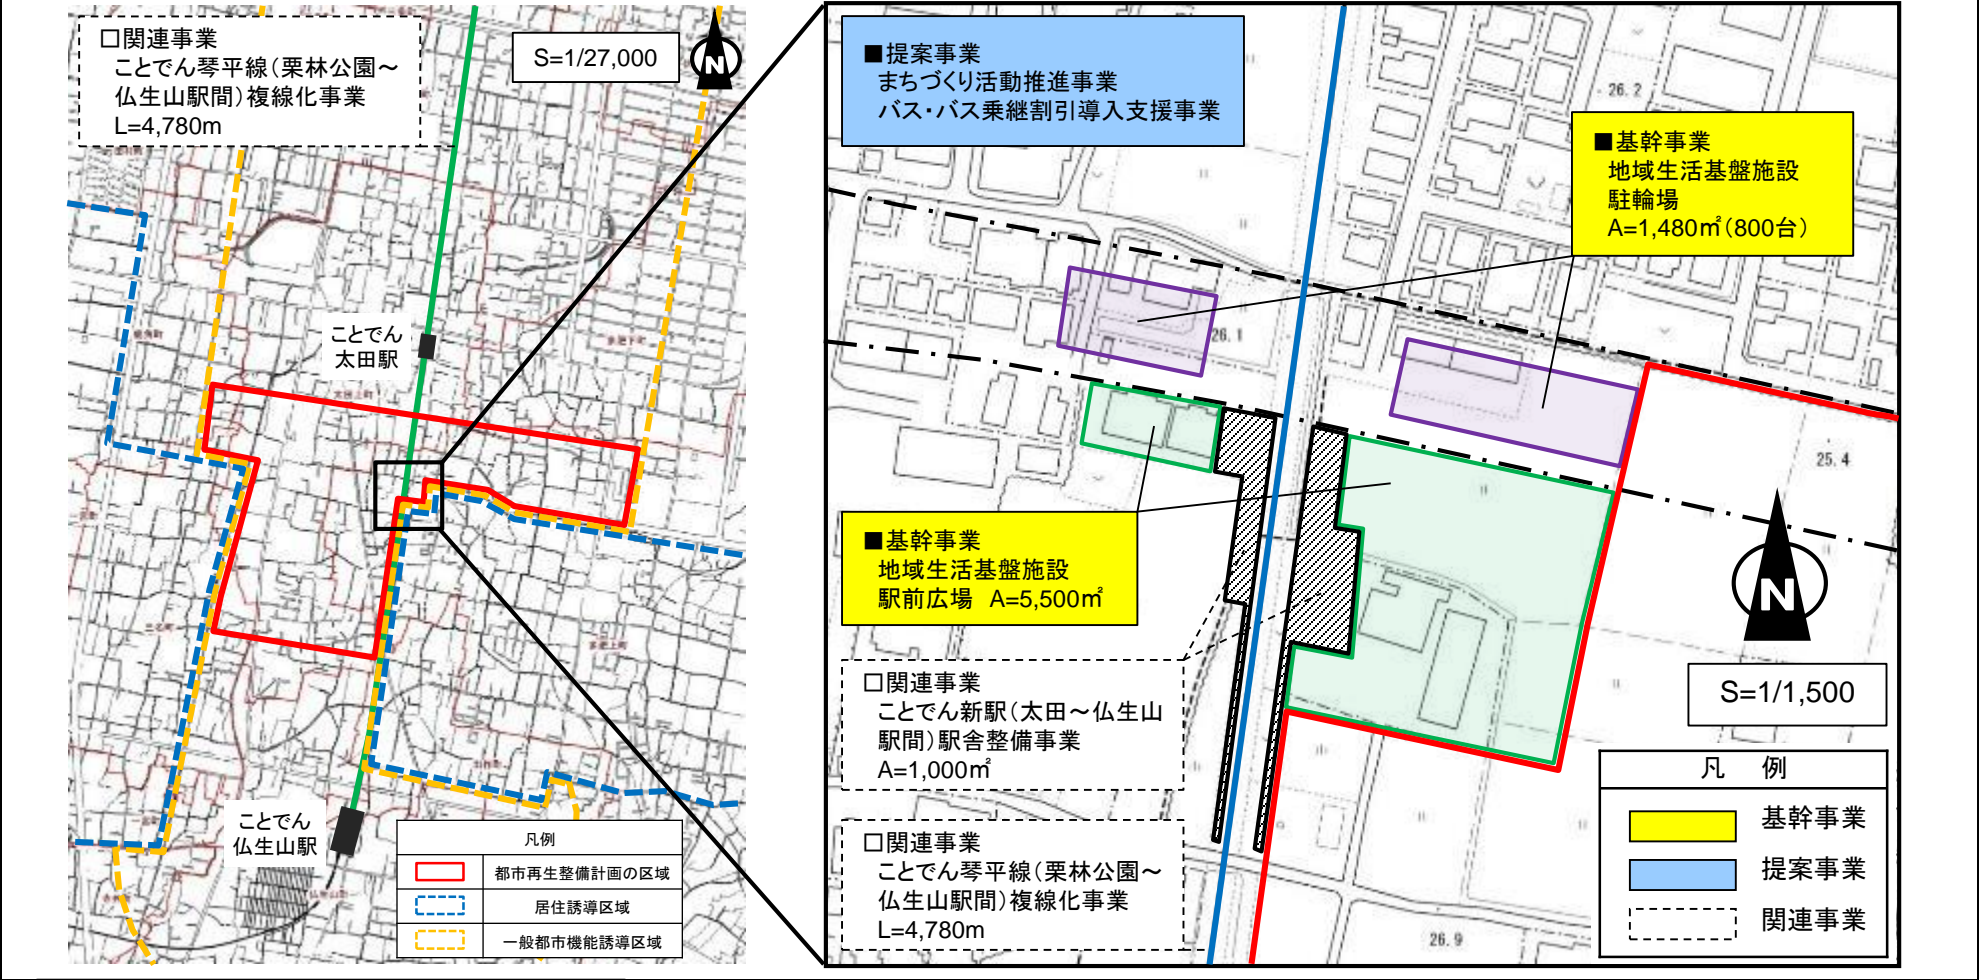 □関連事業
ことでん琴平線（栗林公園～
仏生山駅間）複線化事業
L=4,780m
S=1/27,000
N
ことでん
太田駅
ことでん
仏生山駅
凡例
都市再生整備計画の区域
居住誘導区域
一般都市機能誘導区域
■提案事業
まちづくり活動推進事業
バス・バス乗継割引導入支援事業
■基幹事業
地域生活基盤施設
駐輪場
A=1,480㎡（800台）
26.2
26.1
25.4
■基幹事業
地域生活基盤施設
駅前広場 A=5,500㎡
N
□関連事業
ことでん新駅（太田～仏生山
駅間）駅舎整備事業
A=1,000㎡
S=1/1,500
□関連事業
ことでん琴平線（栗林公園～
仏生山駅間）複線化事業
L=4,780m
26.9
凡 例
基幹事業
提案事業
関連事業